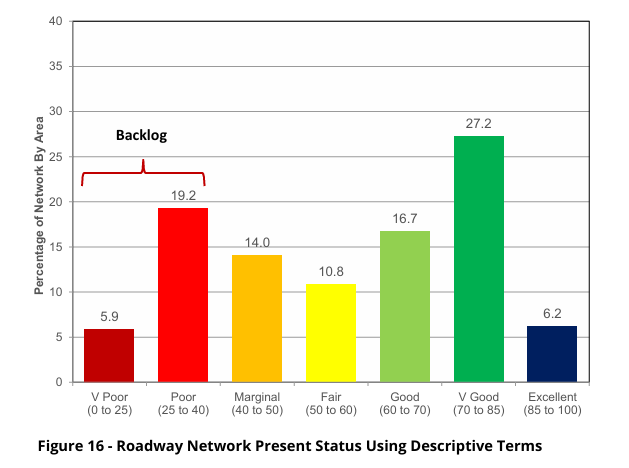 40
35
30
25
20
15
10
5
0
Percentage of Network By Area
Backlog
5.9
19.2
14.0
10.8
16.7
27.2
6.2
V Poor
(0 to 25)
Poor
(25 to 40)
Marginal
(40 to 50)
Fair
(50 to 60)
Good
(60 to 70)
V Good
(70 to 85)
Excellent
(85 to 100)
Figure 16 - Roadway Network Present Status Using Descriptive Terms